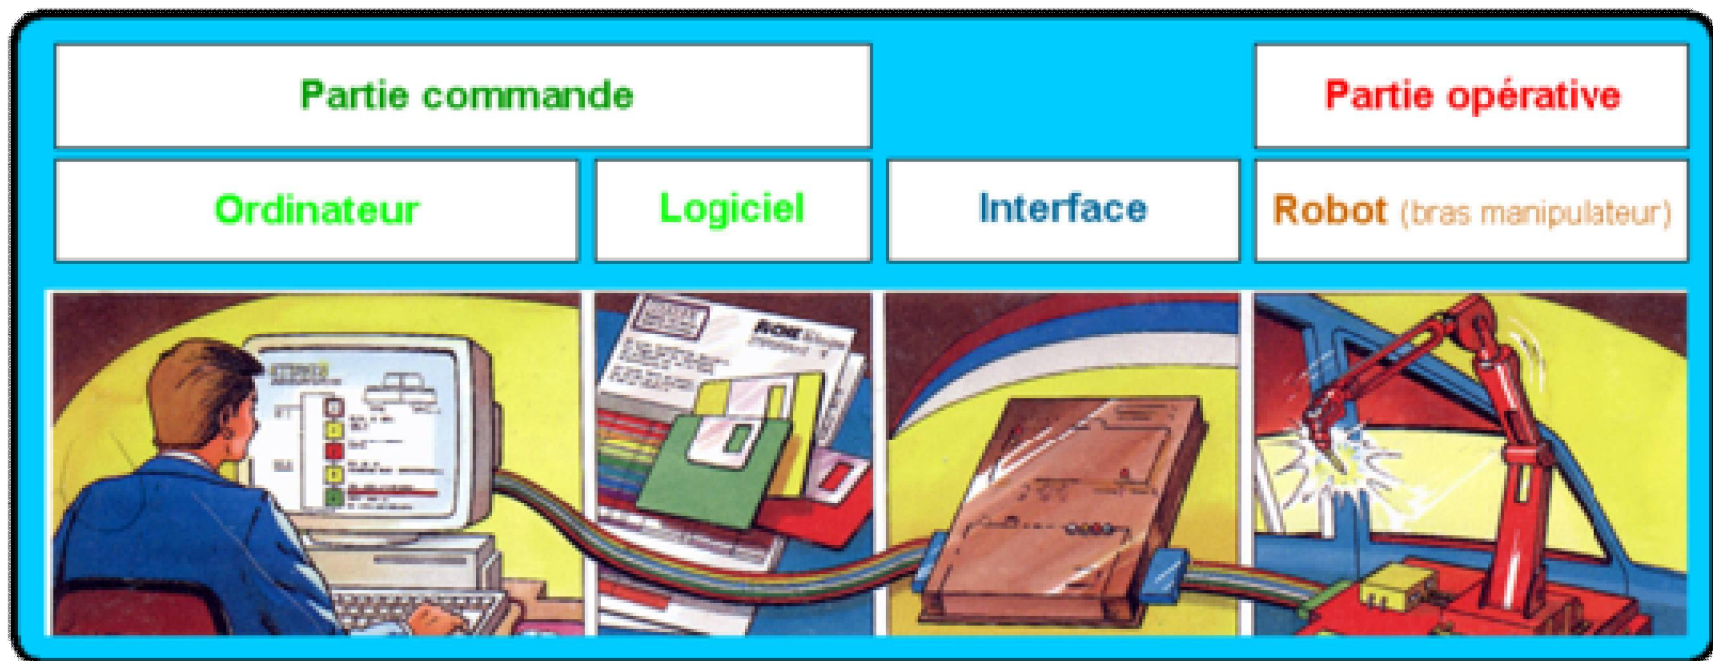 Partie commande
Partie opérative
Ordinateur
Logiciel
Interface
Robot (bras manipulateur)